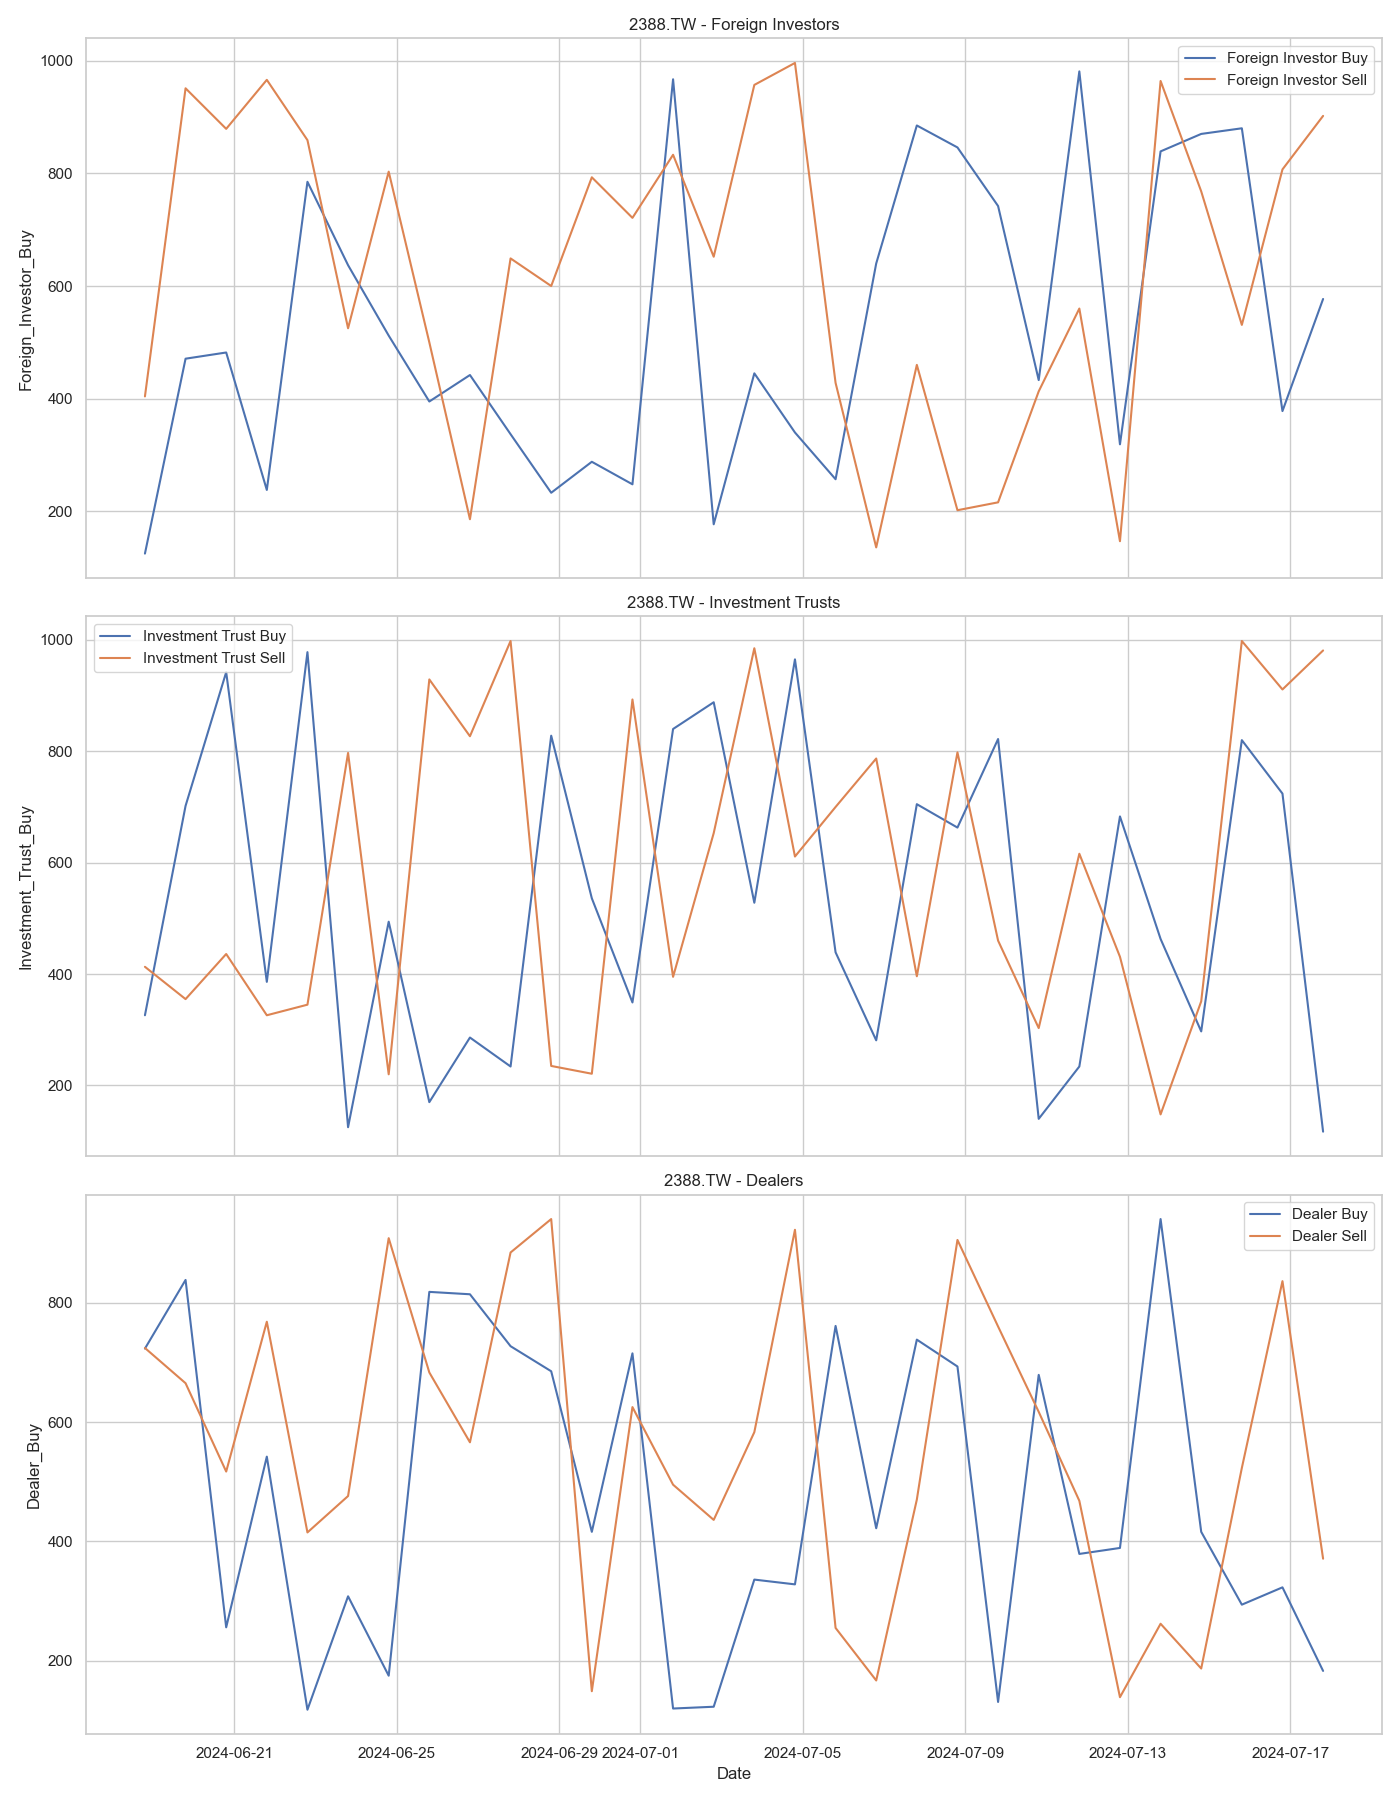 2388.TW - Foreign Investors
Foreign Investor Buy
Foreign Investor Sell
Foreign_Investor_Buy
1000
800
600
400
200
2388.TW - Investment Trusts
Investment Trust Buy
Investment Trust Sell
Investment_Trust_Buy
1000
800
600
400
200
2388.TW - Dealers
Dealer Buy
Dealer Sell
Dealer_Buy
800
600
400
200
2024-06-21 2024-06-25 2024-06-29 2024-07-01 2024-07-05 2024-07-09 2024-07-13 2024-07-17
Date